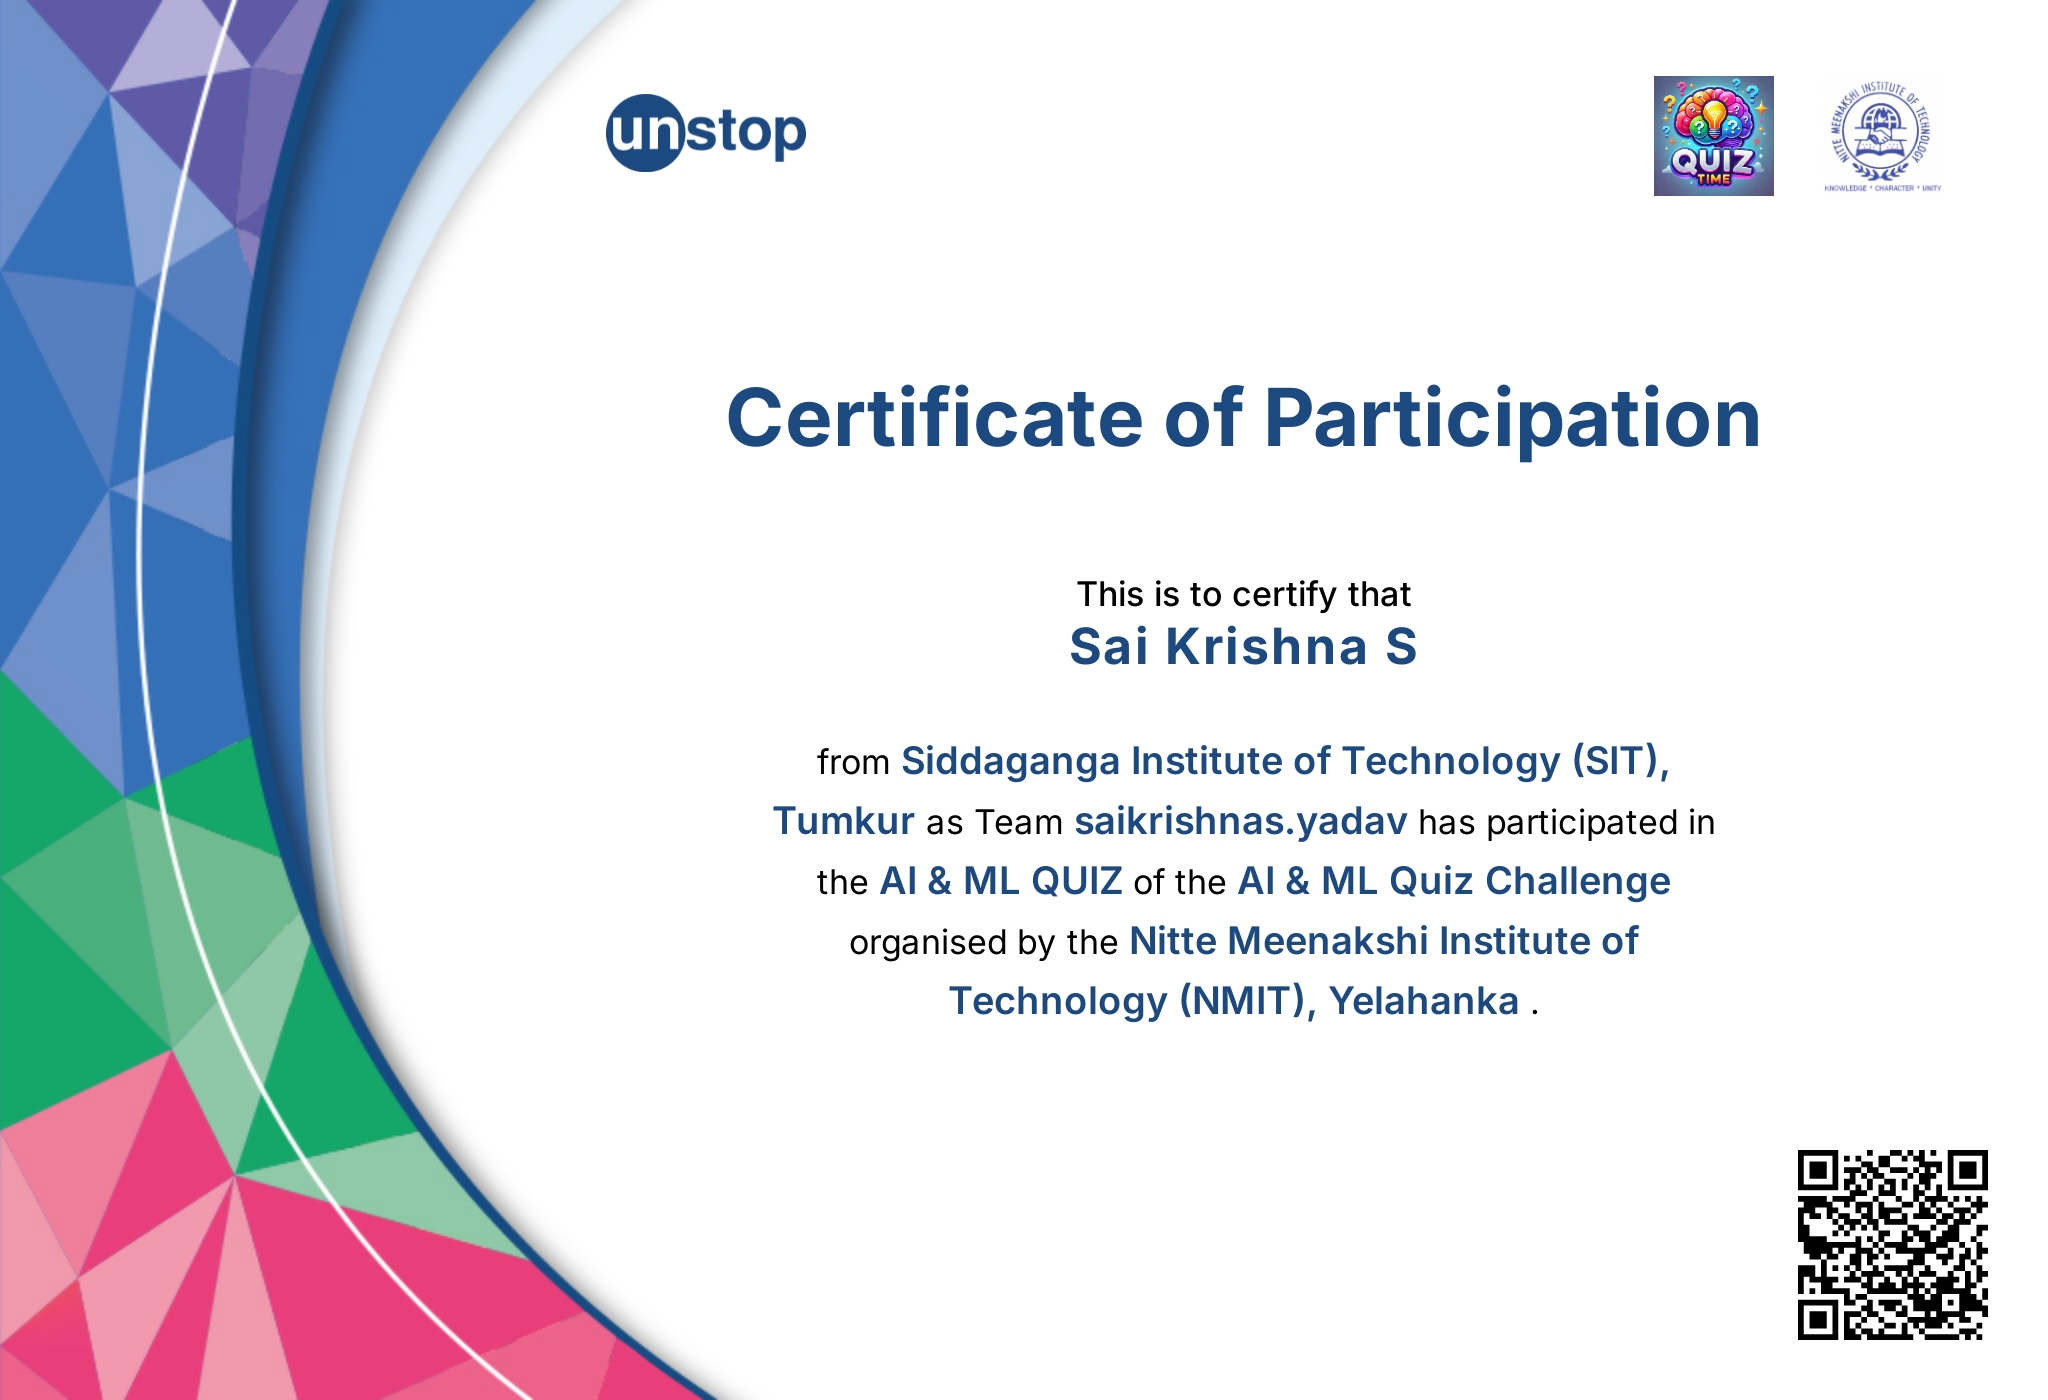 unstop
QUIZ
TIME
NITTE MEENAKSHI INSTITUTE OF TECHNOLOGY
KNOWLEDGE * CHARACTER * UNITY
Certificate of Participation
This is to certify that
Sai Krishna S
from Siddaganga Institute of Technology (SIT),
Tumkur as Team saikrishnas.yadav has participated in
the AI & ML QUIZ of the AI & ML Quiz Challenge
organised by the Nitte Meenakshi Institute of
Technology (NMIT), Yelahanka .